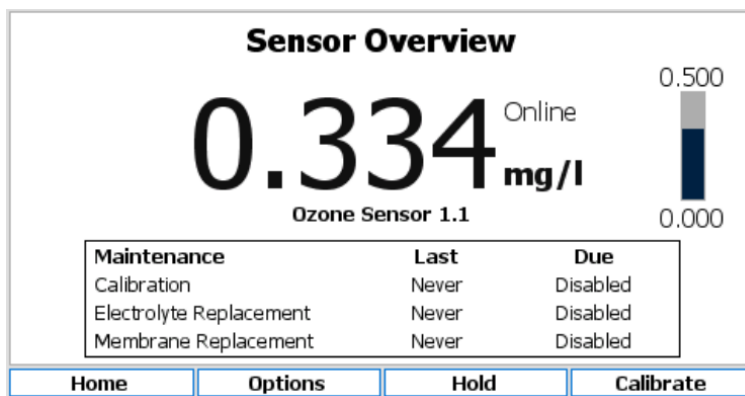 Sensor Overview
0.334 Online mg/l
0.500
0.000
Ozone Sensor 1.1
Maintenance Last Due
Calibration Never Disabled
Electrolyte Replacement Never Disabled
Membrane Replacement Never Disabled
Home Options Hold Calibrate